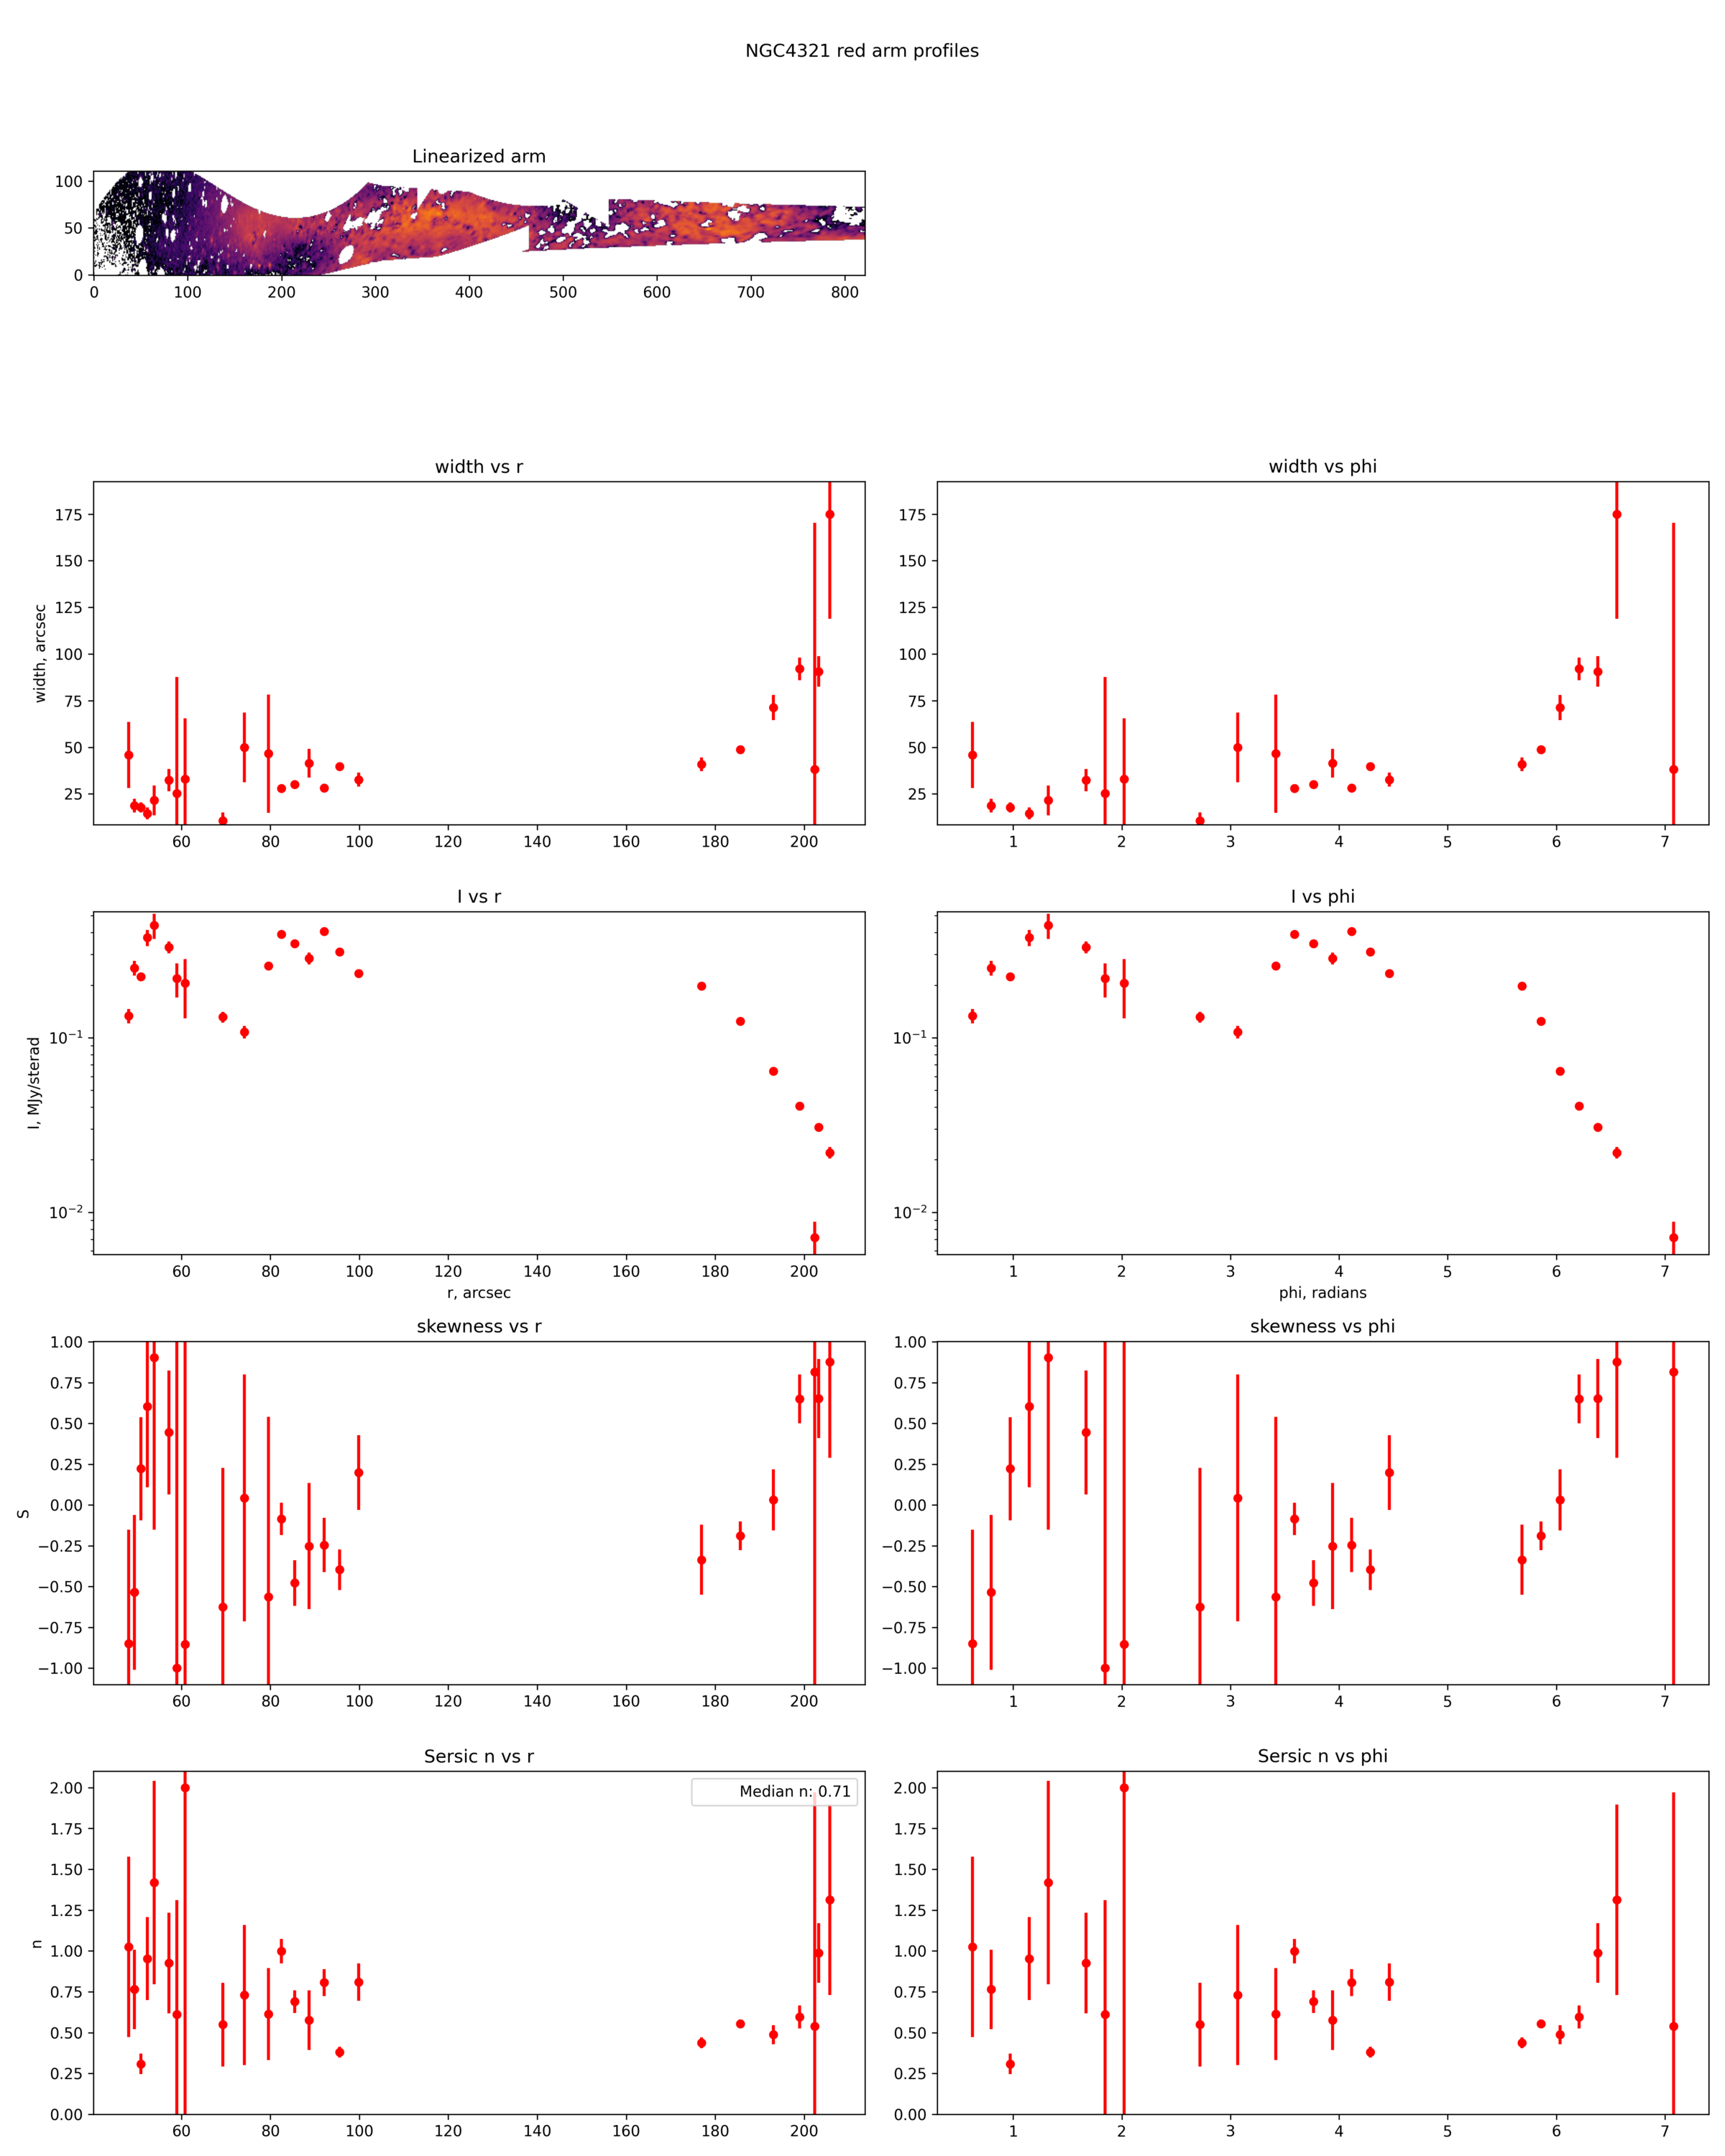 NGC4321 red arm profiles
Linearized arm
100
50
0
0 100 200 300 400 500 600 700 800
width vs r
width vs phi
width, arcsec
175
150
125
100
75
50
25
60 80 100 120 140 160 180 200
175
150
125
100
75
50
25
1 2 3 4 5 6 7
I vs r
I vs phi
I, MJy/sterad
10⁻¹
10⁻²
60 80 100 120 140 160 180 200
r, arcsec
10⁻¹
10⁻²
1 2 3 4 5 6 7
phi, radians
skewness vs r
skewness vs phi
S
1.00
0.75
0.50
0.25
0.00
−0.25
−0.50
−0.75
−1.00
60 80 100 120 140 160 180 200
1.00
0.75
0.50
0.25
0.00
−0.25
−0.50
−0.75
−1.00
1 2 3 4 5 6 7
Sersic n vs r
Sersic n vs phi
n
2.00
1.75
1.50
1.25
1.00
0.75
0.50
0.25
0.00
Median n: 0.71
60 80 100 120 140 160 180 200
2.00
1.75
1.50
1.25
1.00
0.75
0.50
0.25
0.00
1 2 3 4 5 6 7